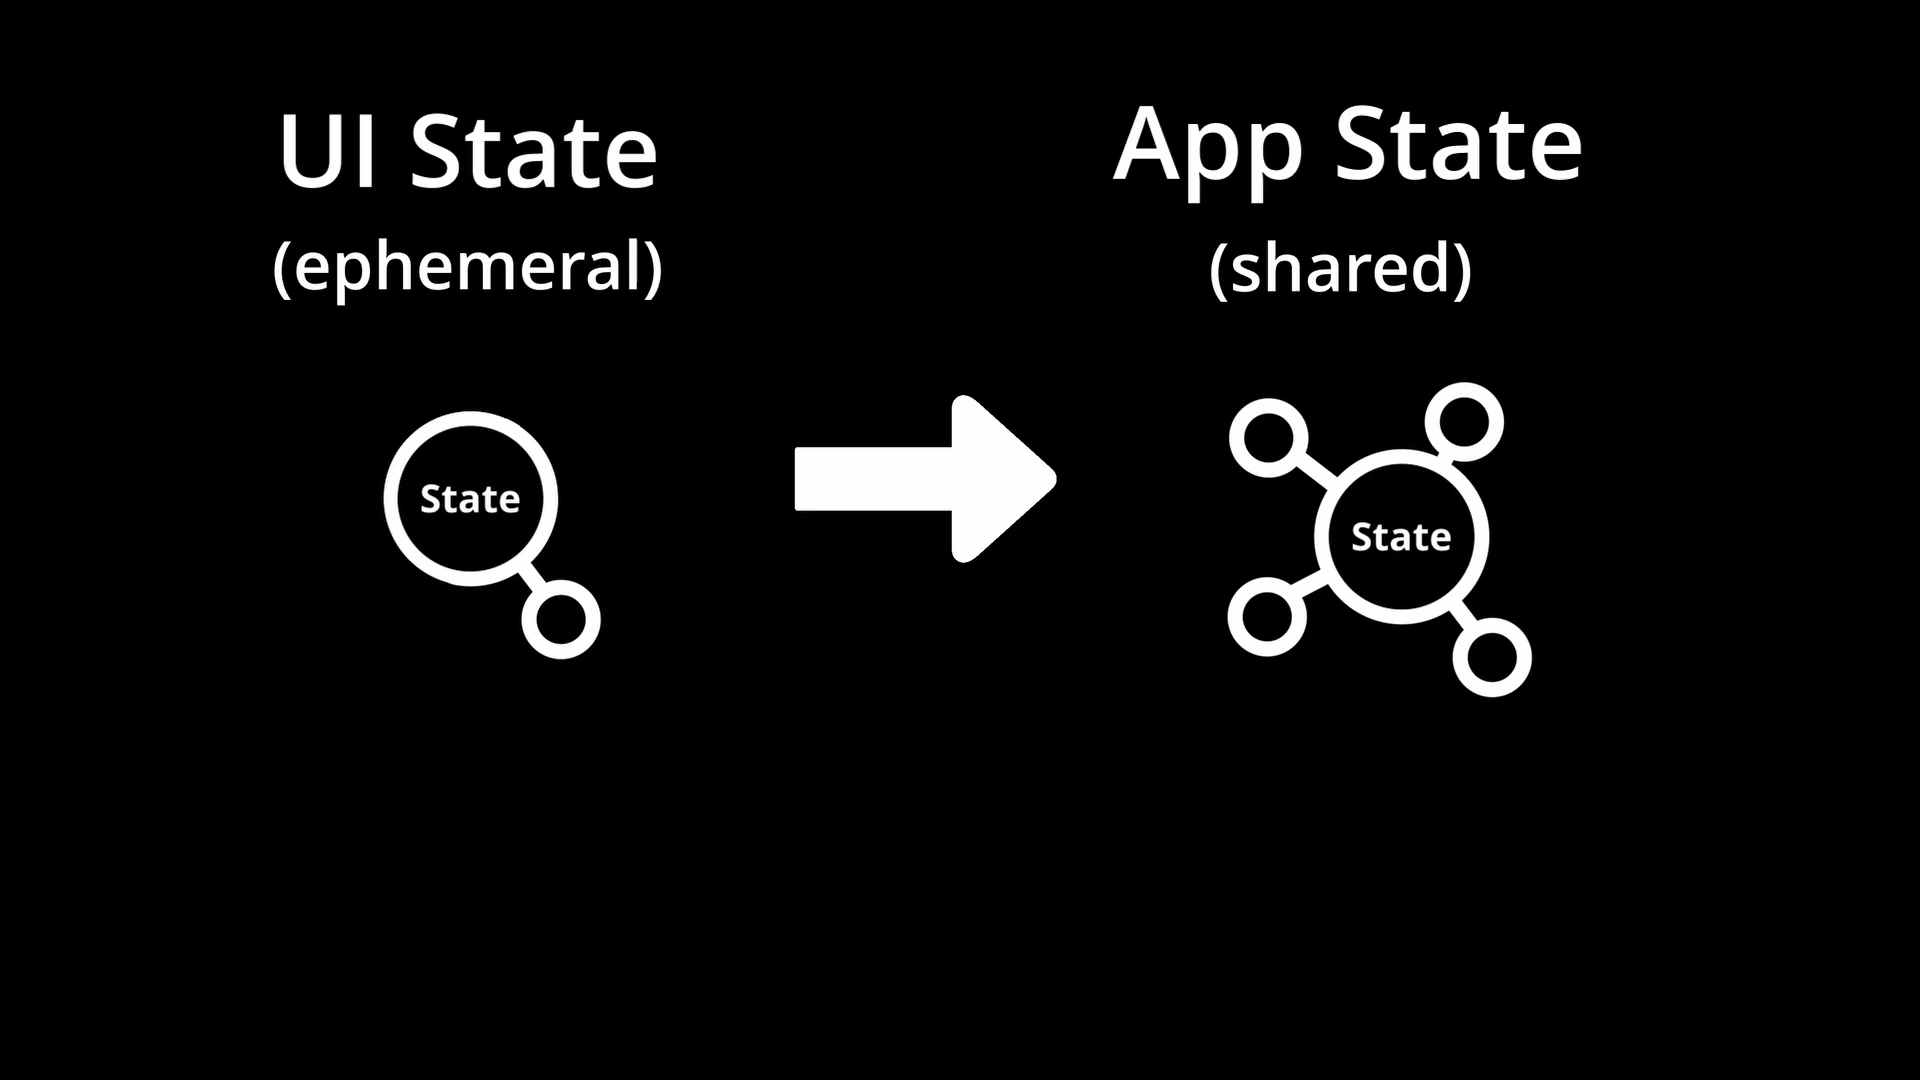 UI State
(ephemeral)
State
App State
(shared)
State